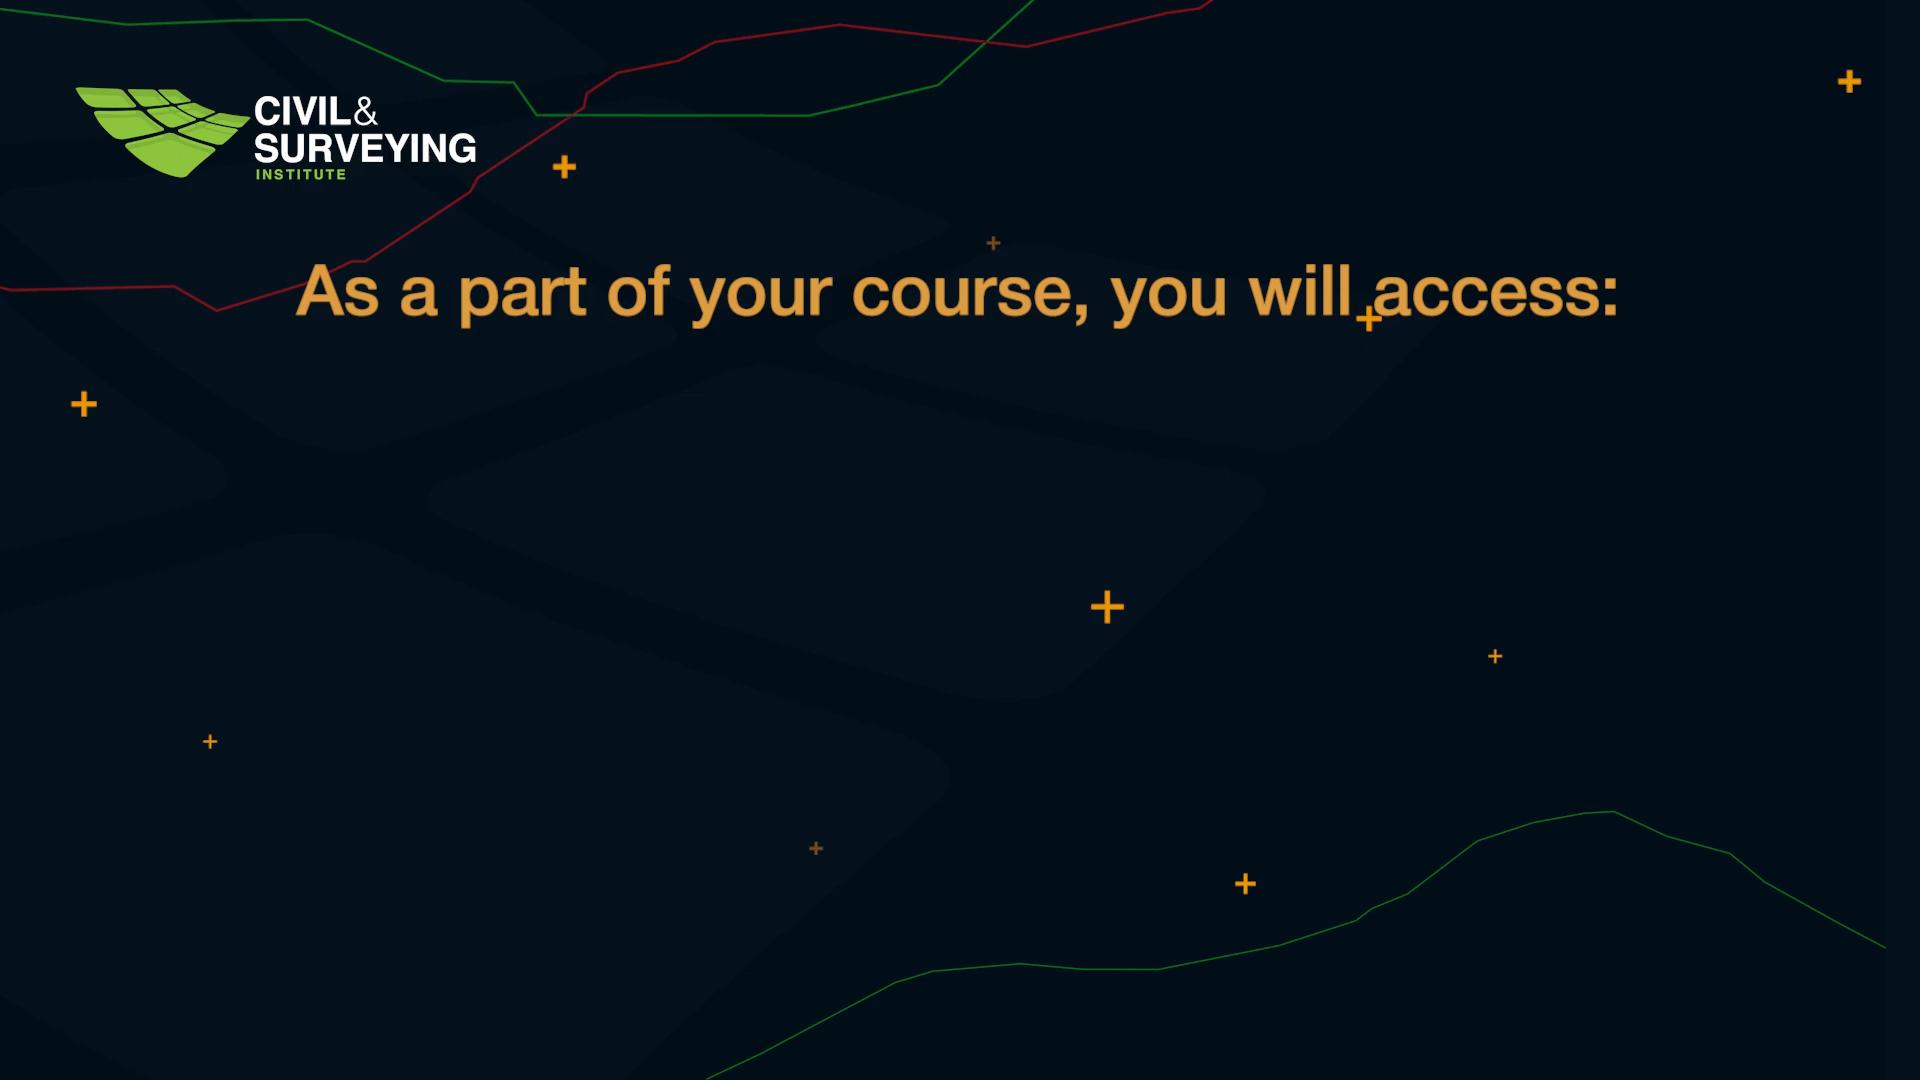 CIVIL&
SURVEYING
INSTITUTE
As a part of your course, you will access: